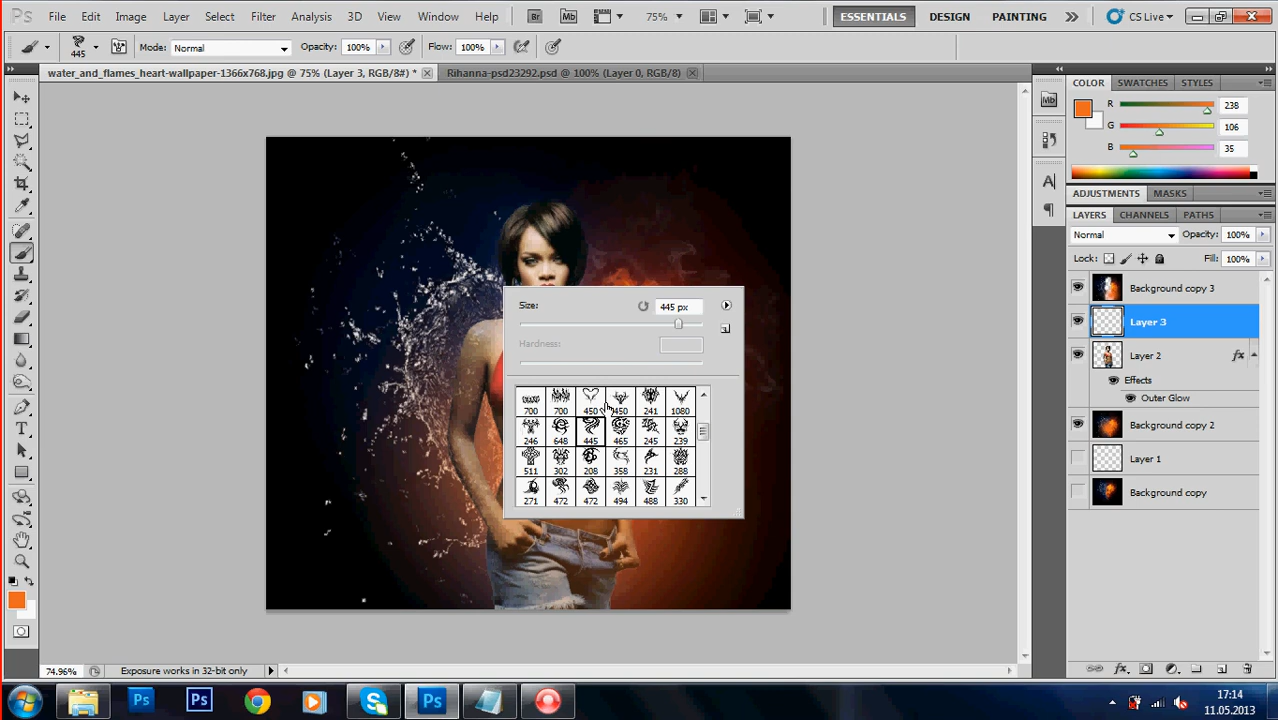 Ps File Edit Image Layer Select Filter Analysis 3D View Window Help Br Mb 75% ESSENTIALS DESIGN PAINTING CS Live
445 Mode: Normal Opacity: 100% Flow: 100%
water_and_flames_heart-wallpaper-1366x768.jpg @ 75% (Layer 3, RGB/8#) * Rihanna-psd23292.psd @ 100% (Layer 0, RGB/8)
COLOR SWATCHES STYLES
R 238
G 106
B 35
Mb
ADJUSTMENTS MASKS
LAYERS CHANNELS PATHS
Normal Opacity: 100%
Lock: Fill: 100%
Background copy 3
Layer 3
Layer 2 fx
Effects
Outer Glow
Background copy 2
Layer 1
Background copy
Size: 445 px
Hardness:
700 700 450 450 241 1080
246 648 445 465 245 239
511 302 208 358 231 288
271 472 472 494 488 330
74.96% Exposure works in 32-bit only
17:14
11.05.2013